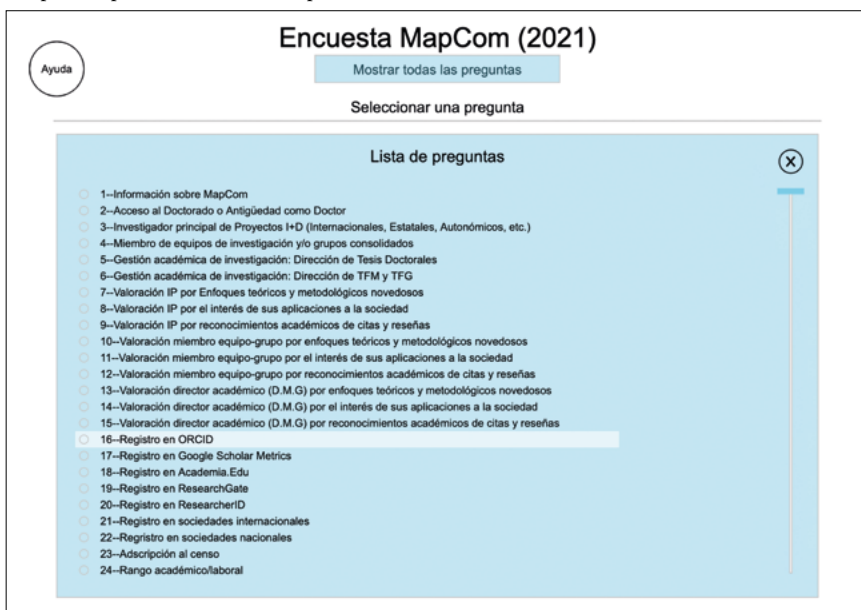 Encuesta MapCom (2021)
Ayuda
Mostrar todas las preguntas
Seleccionar una pregunta
Lista de preguntas
X
1--Información sobre MapCom
2--Acceso al Doctorado o Antigüedad como Doctor
3--Investigador principal de Proyectos I+D (Internacionales, Estatales, Autonómicos, etc.)
4--Miembro de equipos de investigación y/o grupos consolidados
5--Gestión académica de investigación: Dirección de Tesis Doctorales
6--Gestión académica de investigación: Dirección de TFM y TFG
7--Valoración IP por Enfoques teóricos y metodológicos novedosos
8--Valoración IP por el interés de sus aplicaciones a la sociedad
9--Valoración IP por reconocimientos académicos de citas y reseñas
10--Valoración miembro equipo-grupo por enfoques teóricos y metodológicos novedosos
11--Valoración miembro equipo-grupo por el interés de sus aplicaciones a la sociedad
12--Valoración miembro equipo-grupo por reconocimientos académicos de citas y reseñas
13--Valoración director académico (D.M.G) por enfoques teóricos y metodológicos novedosos
14--Valoración director académico (D.M.G) por el interés de sus aplicaciones a la sociedad
15--Valoración director académico (D.M.G) por reconocimientos académicos de citas y reseñas
16--Registro en ORCID
17--Registro en Google Scholar Metrics
18--Registro en Academia.Edu
19--Registro en ResearchGate
20--Registro en ResearcherID
21--Registro en sociedades internacionales
22--Regristro en sociedades nacionales
23--Adscripción al censo
24--Rango académico/laboral